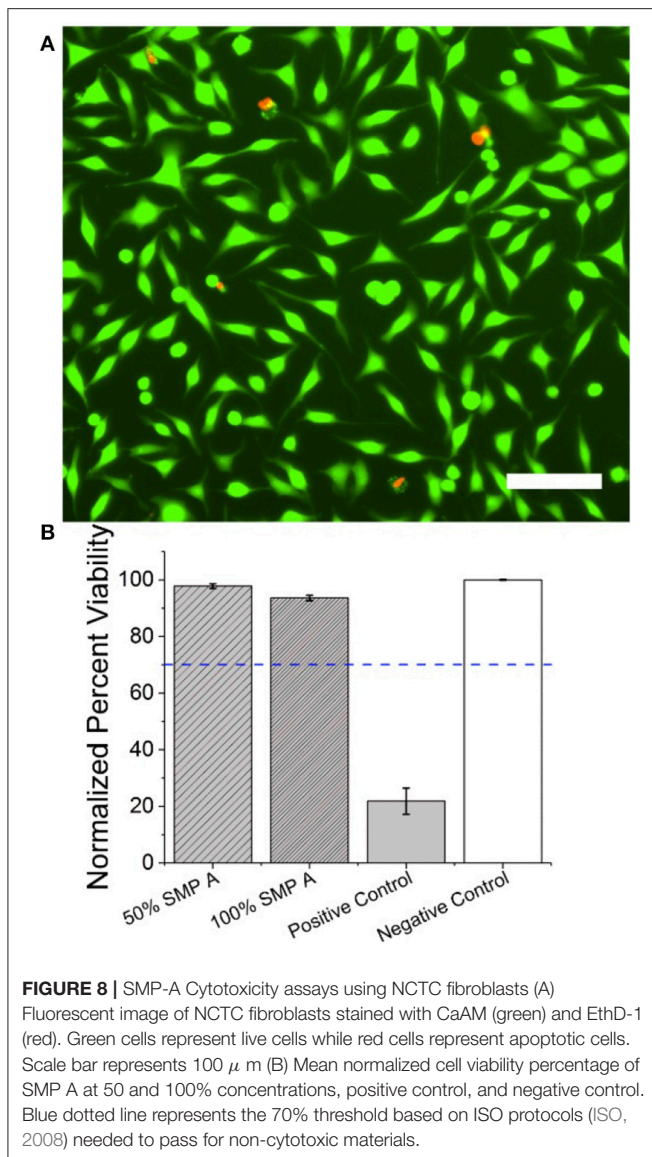 A
B
Normalized Percent Viability
100
80
60
40
20
0
50% SMP A
100% SMP A
Positive Control
Negative Control
FIGURE 8 | SMP-A Cytotoxicity assays using NCTC fibroblasts (A)
Fluorescent image of NCTC fibroblasts stained with CaAM (green) and EthD-1
(red). Green cells represent live cells while red cells represent apoptotic cells.
Scale bar represents 100 μ m (B) Mean normalized cell viability percentage of
SMP A at 50 and 100% concentrations, positive control, and negative control.
Blue dotted line represents the 70% threshold based on ISO protocols (ISO,
2008) needed to pass for non-cytotoxic materials.